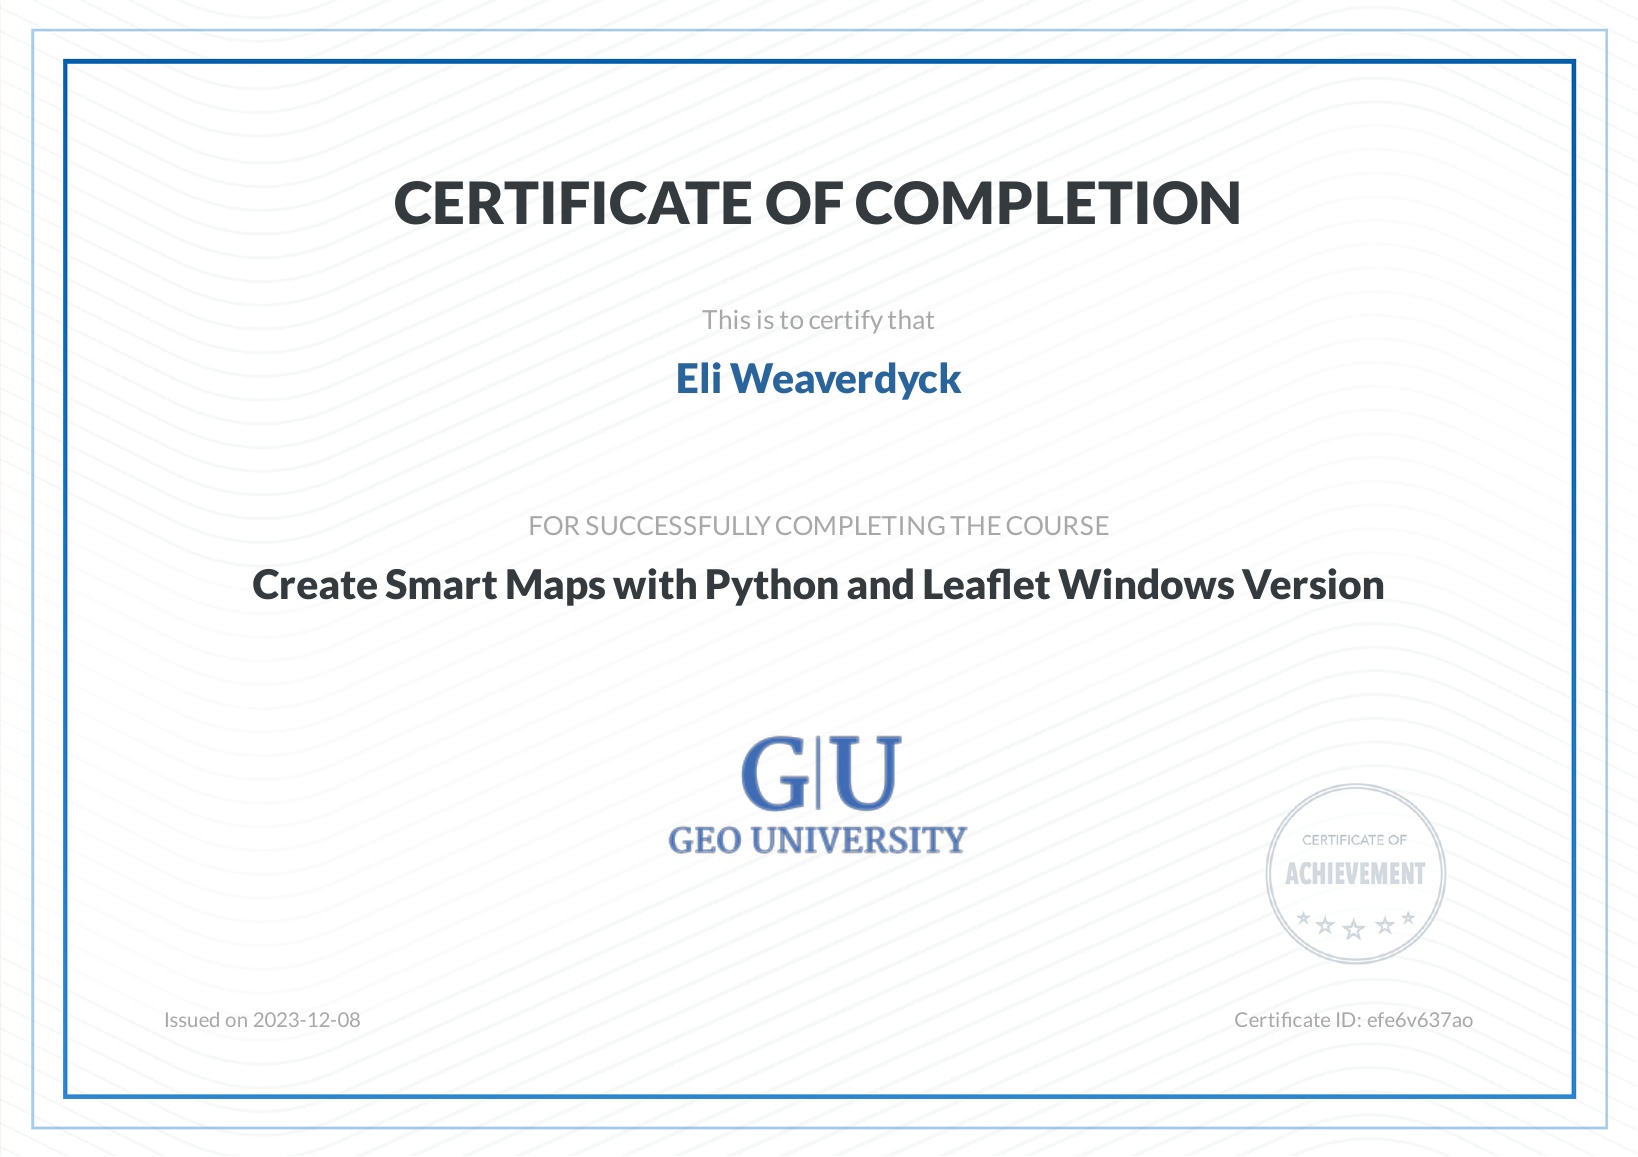 CERTIFICATE OF COMPLETION
This is to certify that
Eli Weaverdyck
FOR SUCCESSFULLY COMPLETING THE COURSE
Create Smart Maps with Python and Leaflet Windows Version
G|U
GEO UNIVERSITY
CERTIFICATE OF
ACHIEVEMENT
Issued on 2023-12-08
Certificate ID: efe6v637ao